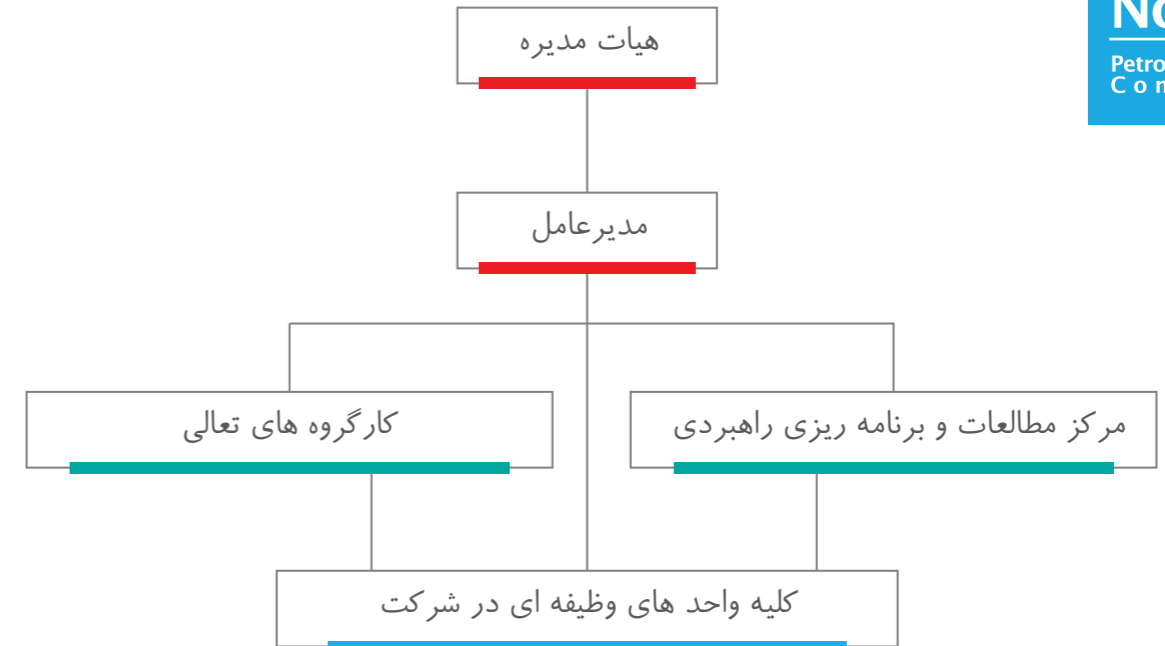 هیات مدیره
مدیرعامل
مرکز مطالعات و برنامه ریزی راهبردی
کارگروه های تعالی
کلیه واحد های وظیفه ای در شرکت